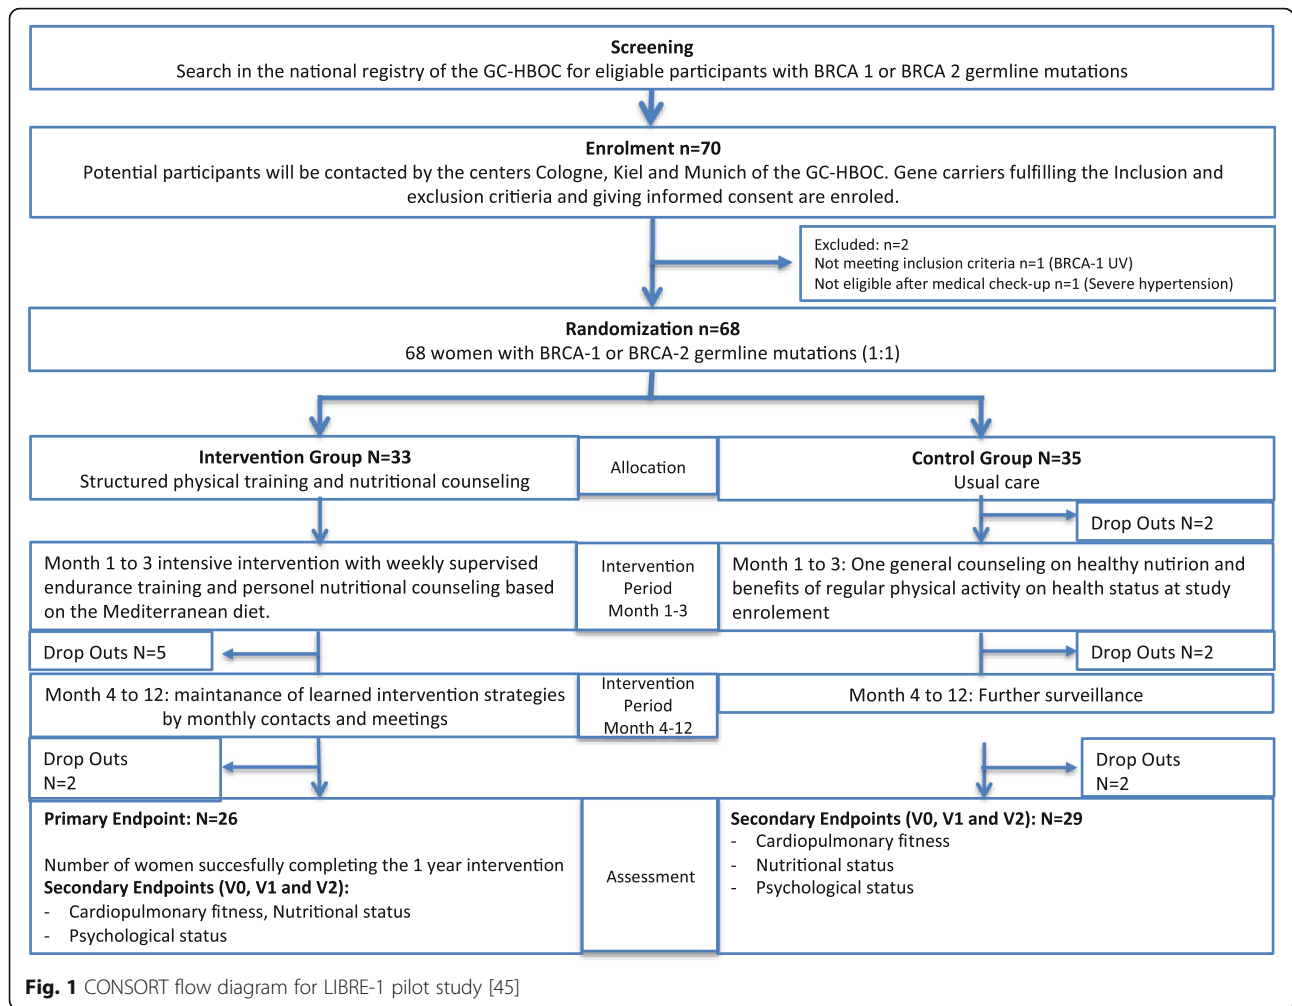 Screening
Search in the national registry of the GC-HBOC for eligiable participants with BRCA 1 or BRCA 2 germline mutations
Enrolment n=70
Potential participants will be contacted by the centers Cologne, Kiel and Munich of the GC-HBOC. Gene carriers fulfilling the Inclusion and
exclusion critieria and giving informed consent are enroled.
Excluded: n=2
Not meeting inclusion criteria n=1 (BRCA-1 UV)
Not eligible after medical check-up n=1 (Severe hypertension)
Randomization n=68
68 women with BRCA-1 or BRCA-2 germline mutations (1:1)
Intervention Group N=33
Structured physical training and nutritional counseling
Allocation
Control Group N=35
Usual care
Drop Outs N=2
Month 1 to 3 intensive intervention with weekly supervised
endurance training and personel nutritional counseling based
on the Mediterranean diet.
Intervention
Period
Month 1-3
Month 1 to 3: One general counseling on healthy nutirion and
benefits of regular physical activity on health status at study
enrolement
Drop Outs N=5
Drop Outs N=2
Month 4 to 12: maintanance of learned intervention strategies
by monthly contacts and meetings
Intervention
Period
Month 4-12
Month 4 to 12: Further surveillance
Drop Outs
N=2
Drop Outs
N=2
Primary Endpoint: N=26
Number of women succesfully completing the 1 year intervention
Secondary Endpoints (V0, V1 and V2):
- Cardiopulmonary fitness, Nutritional status
- Psychological status
Assessment
Secondary Endpoints (V0, V1 and V2): N=29
- Cardiopulmonary fitness
- Nutritional status
- Psychological status
Fig. 1 CONSORT flow diagram for LIBRE-1 pilot study [45]